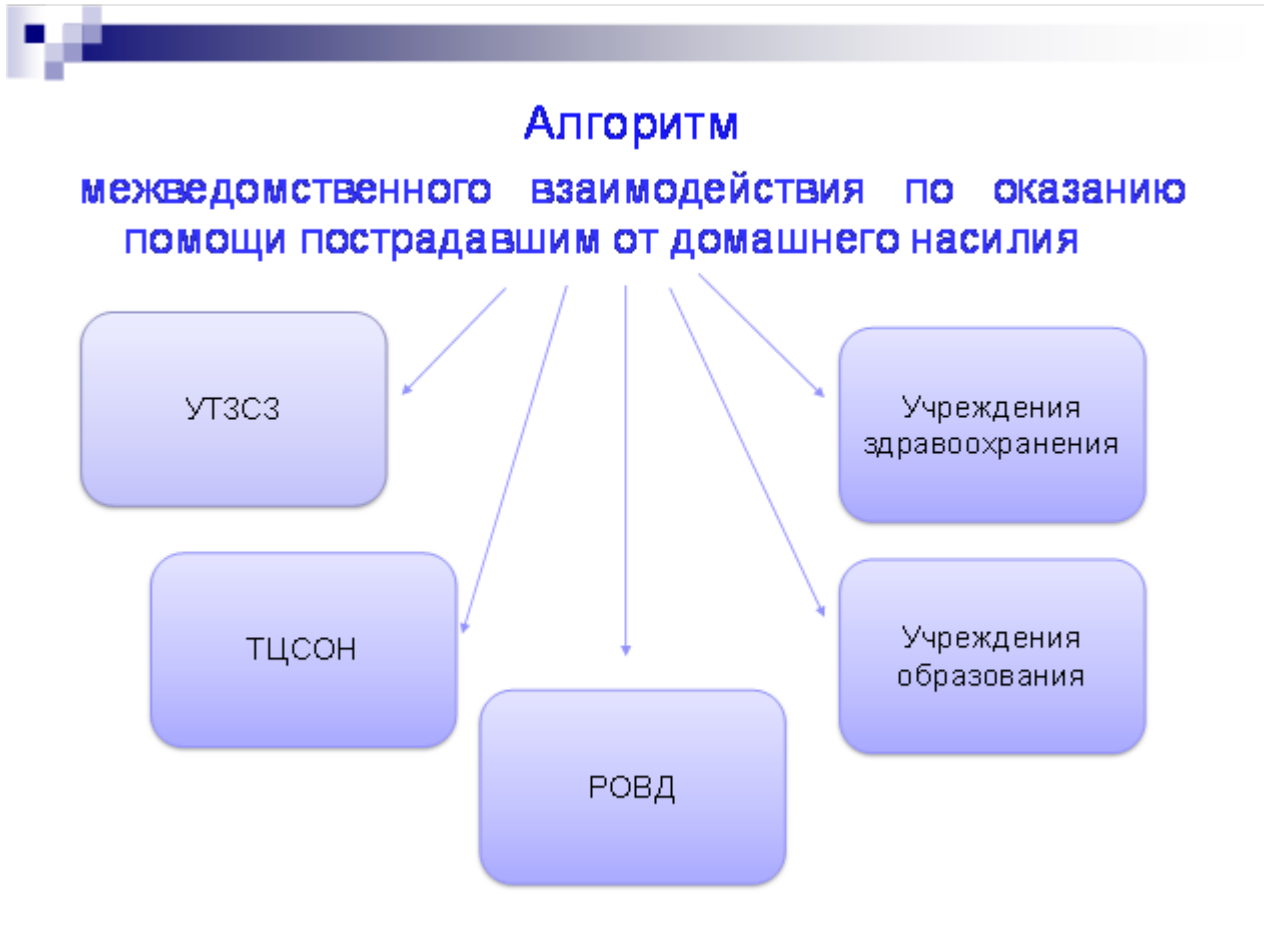 Алгоритм
межведомственного взаимодействия по оказанию
помощи пострадавшим от домашнего насилия
УТЗСЗ
Учреждения
здравоохранения
ТЦСОН
Учреждения
образования
РОВД